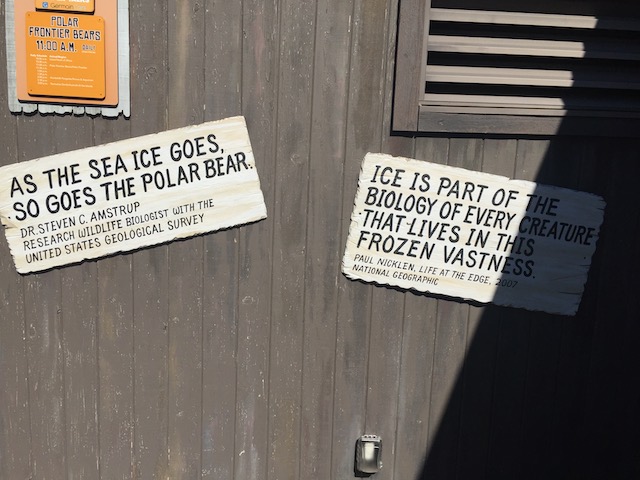 German
POLAR
FRONTIER BEARS
11:00 A.M.
AS THE SEA ICE GOES,
SO GOES THE POLAR BEAR.
DR. STEVEN C. AMSTRUP
RESEARCH WILDLIFE BIOLOGIST WITH THE
UNITED STATES GEOLOGICAL SURVEY
ICE IS PART OF THE
BIOLOGY OF EVERY CREATURE
THAT LIVES IN THIS
FROZEN VASTNESS.
PAUL NICKLEN, LIFE AT THE EDGE, 2007
NATIONAL GEOGRAPHIC